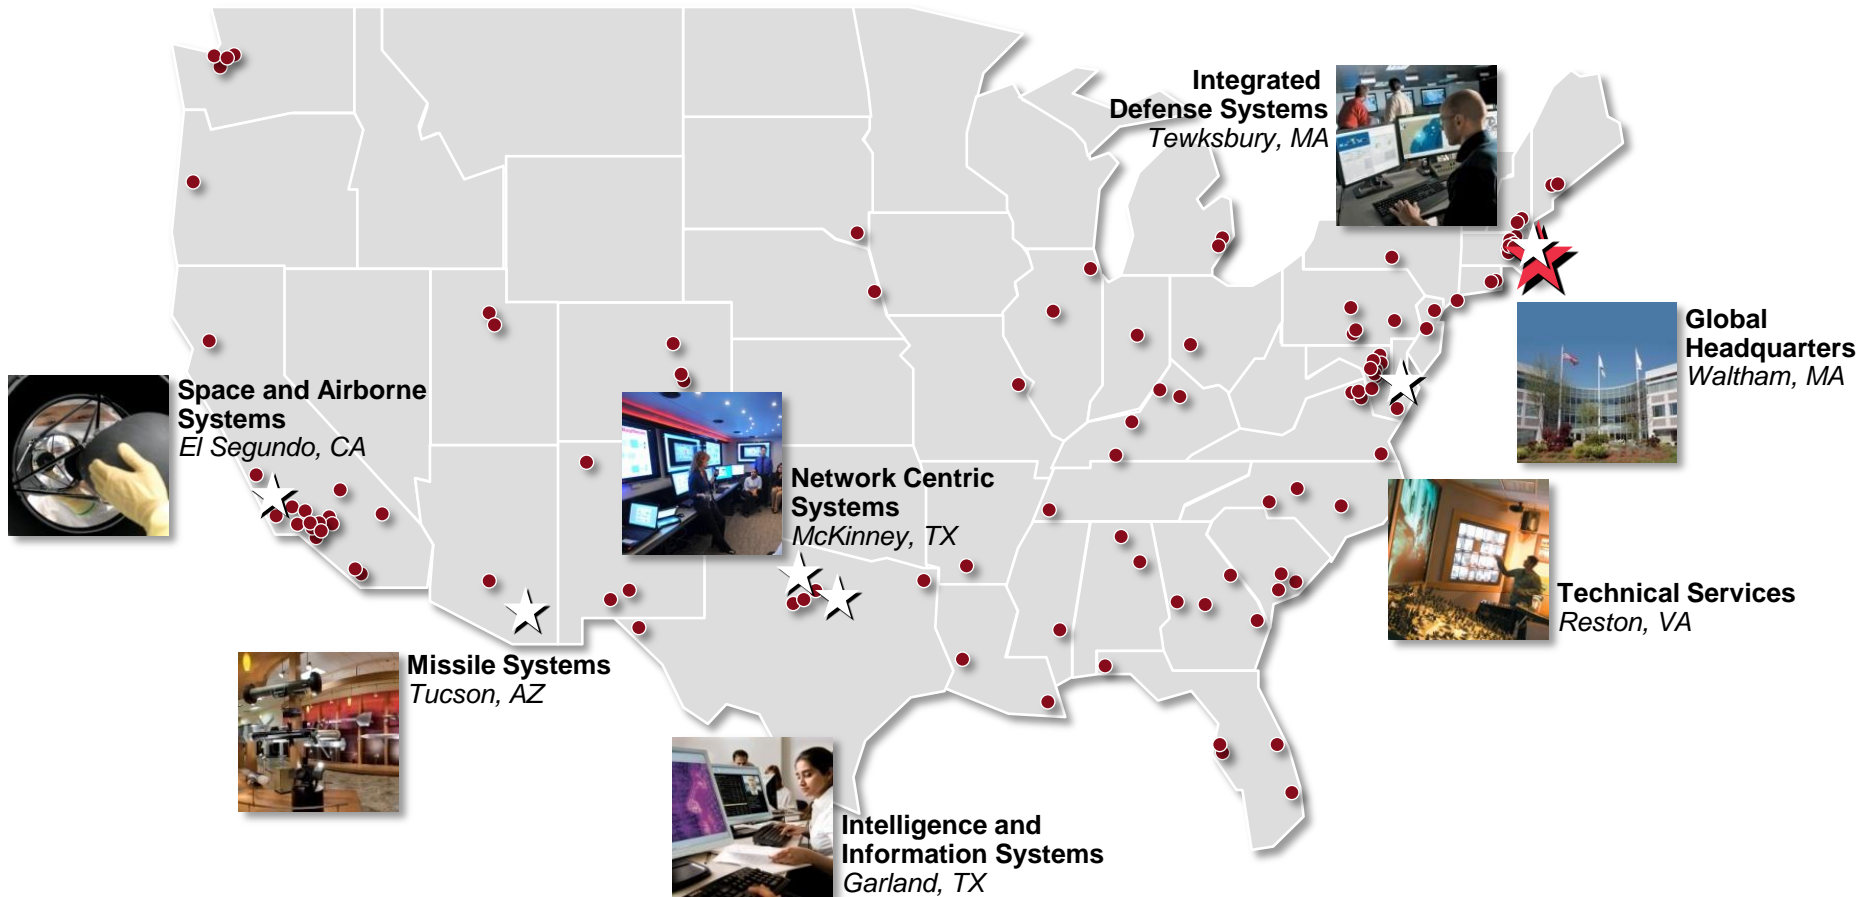 Integrated
Defense Systems
Tewksbury, MA
Global
Headquarters
Waltham, MA
Space and Airborne
Systems
El Segundo, CA
Network Centric
Systems
McKinney, TX
Technical Services
Reston, VA
Missile Systems
Tucson, AZ
Intelligence and
Information Systems
Garland, TX